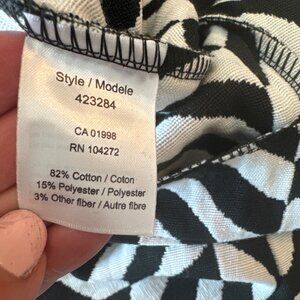 Style / Modele
423284
CA 01998
RN 104272
82% Cotton / Coton
15% Polyester / Polyester
3% Other fiber / Autre fibre